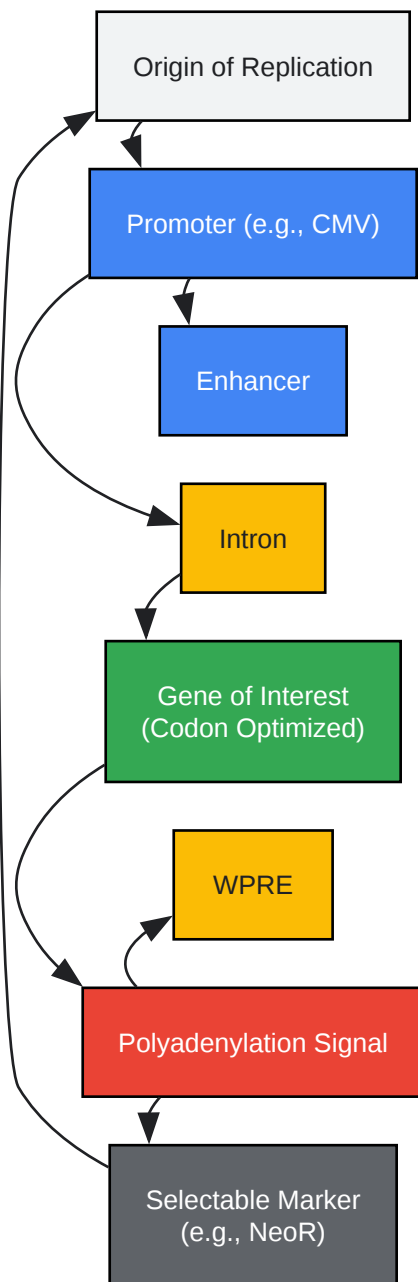 Origin of Replication
Promoter (e.g., CMV)
Enhancer
Intron
Gene of Interest
(Codon Optimized)
WPRE
Polyadenylation Signal
Selectable Marker
(e.g., NeoR)